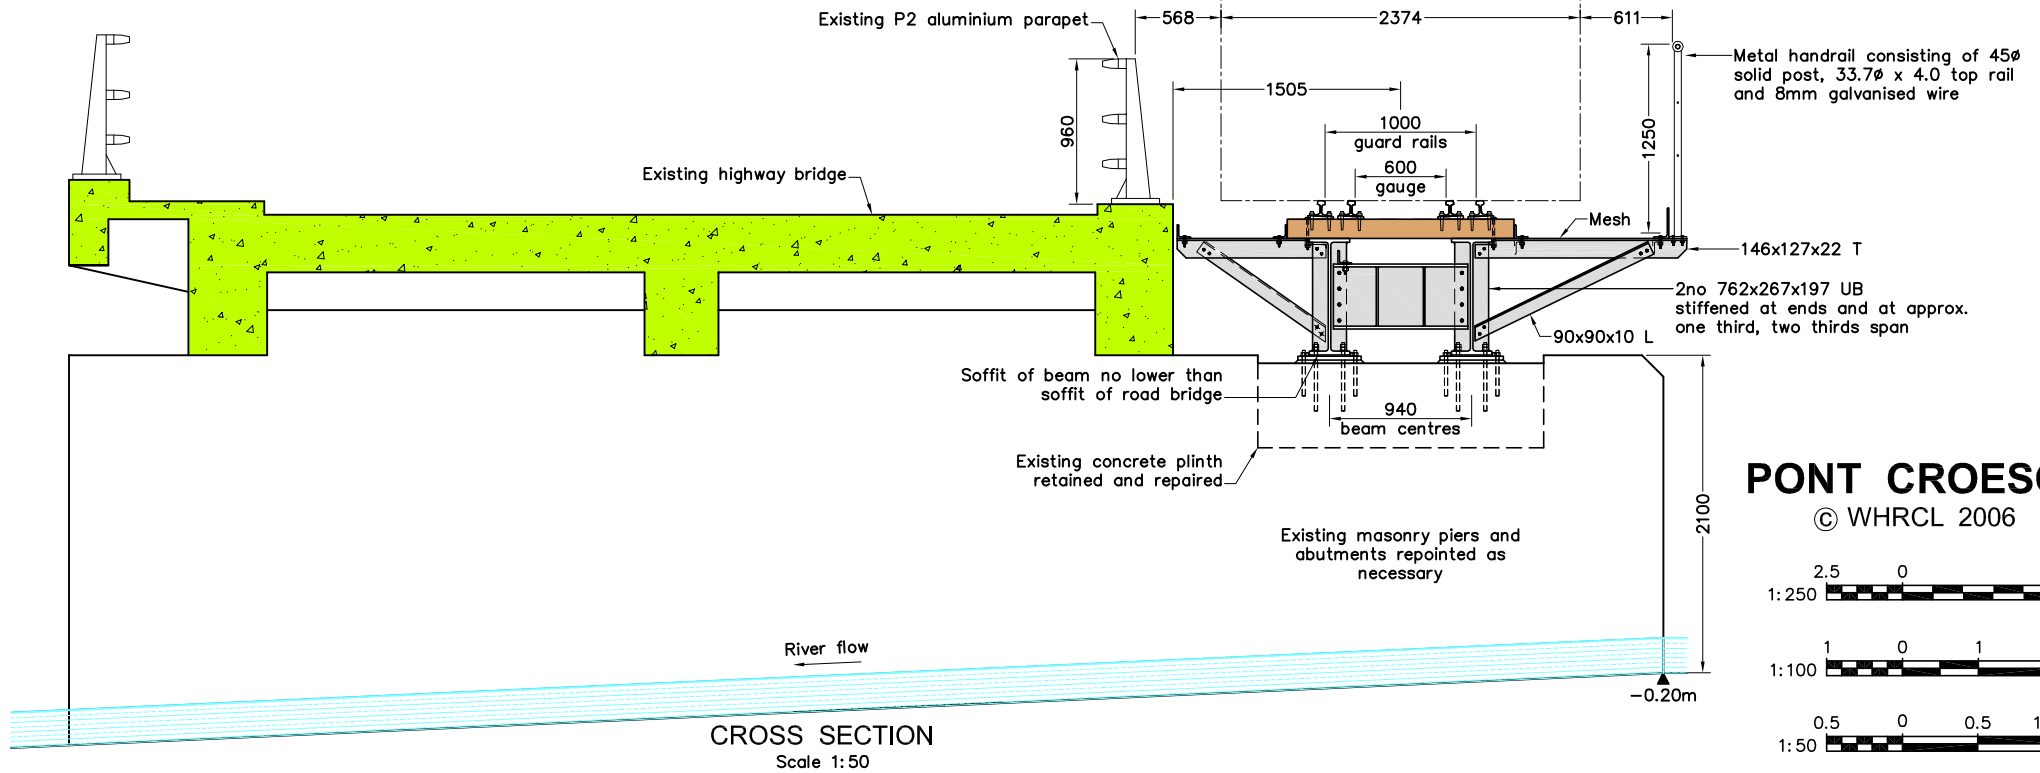 Existing P2 aluminium parapet
568
2374
611
Metal handrail consisting of 45ø
solid post, 33.7ø x 4.0 top rail
and 8mm galvanised wire
1505
960
1000
guard rails
1250
600
gauge
Existing highway bridge
Mesh
146x127x22 T
2no 762x267x197 UB
stiffened at ends and at approx.
one third, two thirds span
90x90x10 L
Soffit of beam no lower than
soffit of road bridge
940
beam centres
Existing concrete plinth
retained and repaired
2100
PONT CROESO
© WHRCL 2006
Existing masonry piers and
abutments repointed as
necessary
2.5 0
1:250
1 0 1
1:100
River flow
-0.20m
0.5 0 0.5 1
1:50
CROSS SECTION
Scale 1:50